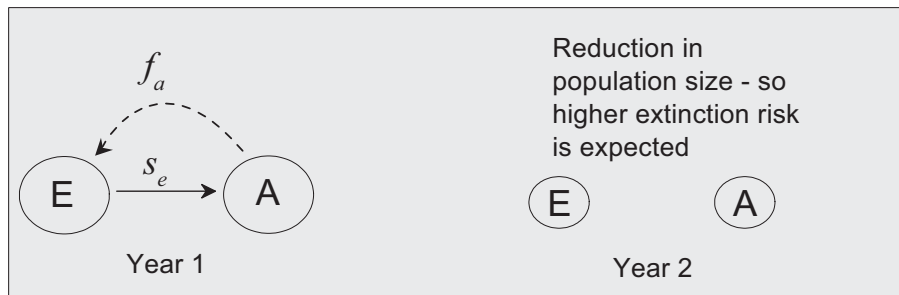 f_a
E
s_e
A
Year 1
Reduction in
population size - so
higher extinction risk
is expected
E
A
Year 2